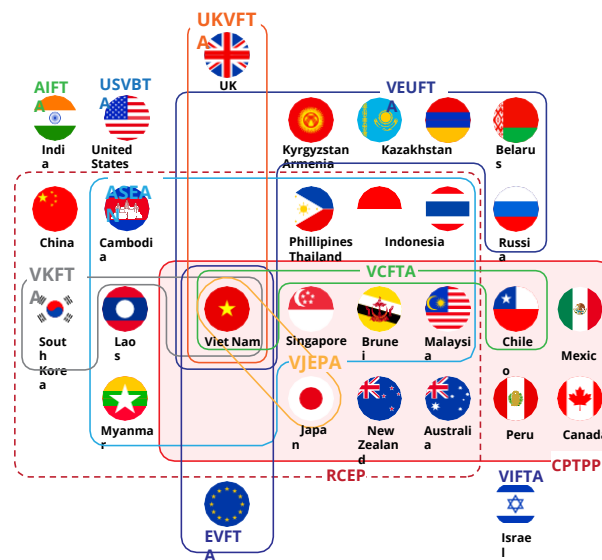 UKVFT
A
UK
AIFT
A
USVBT
A
VEUFT
A
Indi
a
United
States
Kyrgyzstan
Armenia
Kazakhstan
Belaru
s
ASEA
N
China
Cambodi
a
Phillipines
Thailand
Indonesia
Russi
a
VKFT
A
VCFTA
Sout
h
Kore
a
Lao
s
Viet Nam
Singapore
Brune
i
Malaysi
a
Chile
Mexic
o
VJEPA
Myanma
r
Japa
n
New
Zealan
d
Australi
a
Peru
Canada
CPTPP
RCEP
VIFTA
EVFT
A
Israe
l